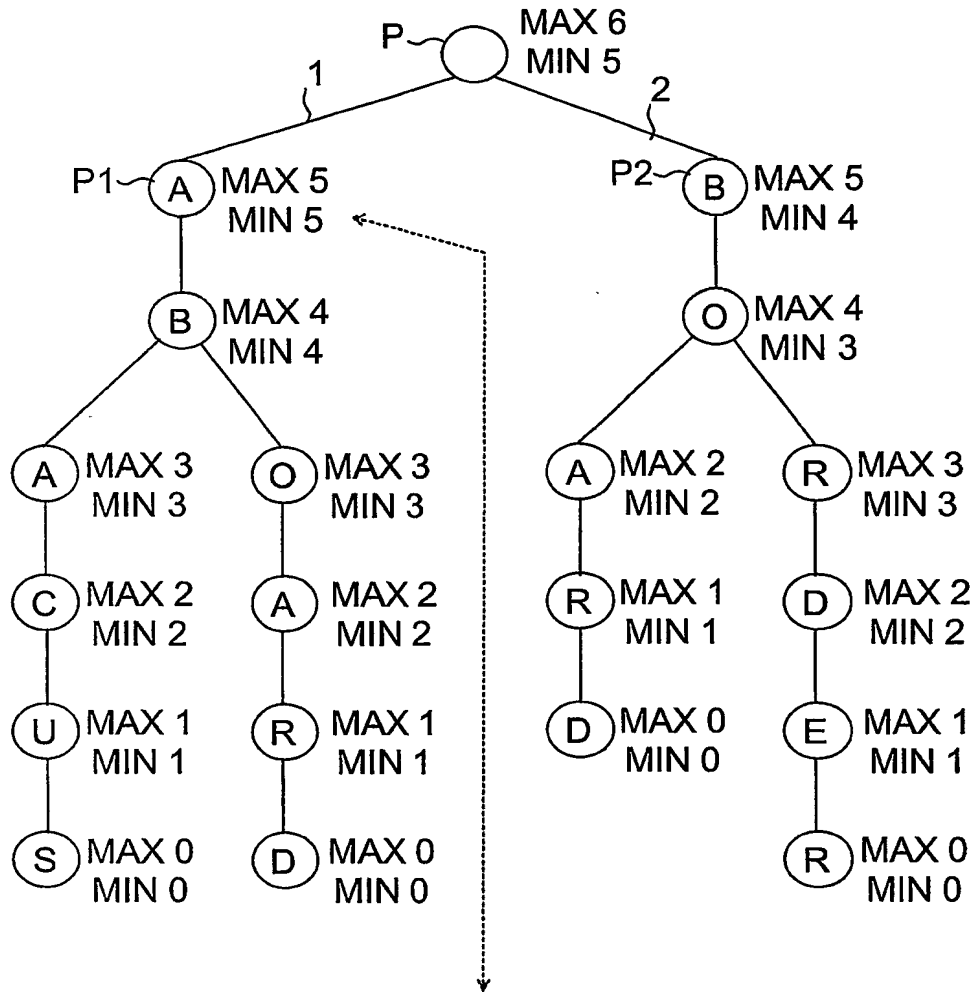 P MAX 6
MIN 5
1 2
P1 A MAX 5 P2 B MAX 5
MIN 5 MIN 4
B MAX 4 O MAX 4
MIN 4 MIN 3
A MAX 3 O MAX 3 A MAX 2 R MAX 3
MIN 3 MIN 3 MIN 2 MIN 3
C MAX 2 A MAX 2 R MAX 1 D MAX 2
MIN 2 MIN 2 MIN 1 MIN 2
U MAX 1 R MAX 1 D MAX 0 E MAX 1
MIN 1 MIN 1 MIN 0 MIN 1
S MAX 0 D MAX 0 R MAX 0
MIN 0 MIN 0 MIN 0